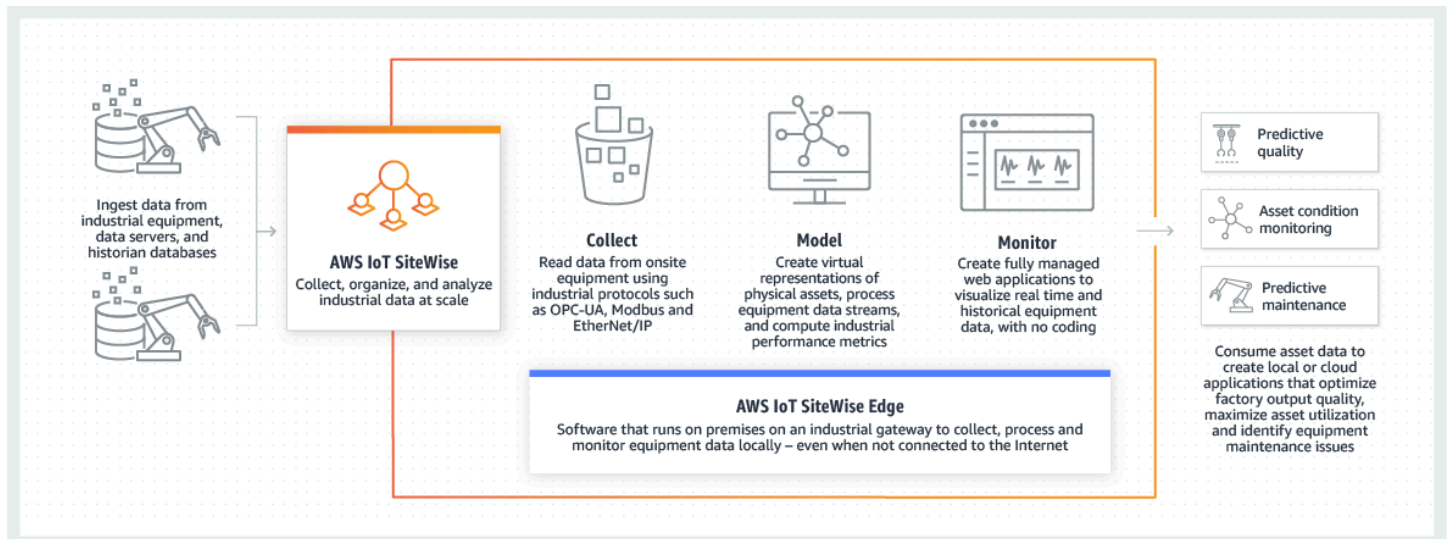 Ingest data from
industrial equipment,
data servers, and
historian databases
AWS IoT SiteWise
Collect, organize, and analyze
industrial data at scale
Collect
Read data from onsite
equipment using
industrial protocols such
as OPC-UA, Modbus and
EtherNet/IP
Model
Create virtual
representations of
physical assets, process
equipment data streams,
and compute industrial
performance metrics
Monitor
Create fully managed
web applications to
visualize real time and
historical equipment
data, with no coding
AWS IoT SiteWise Edge
Software that runs on premises on an industrial gateway to collect, process and
monitor equipment data locally – even when not connected to the Internet
Predictive
quality
Asset condition
monitoring
Predictive
maintenance
Consume asset data to
create local or cloud
applications that optimize
factory output quality,
maximize asset utilization
and identify equipment
maintenance issues